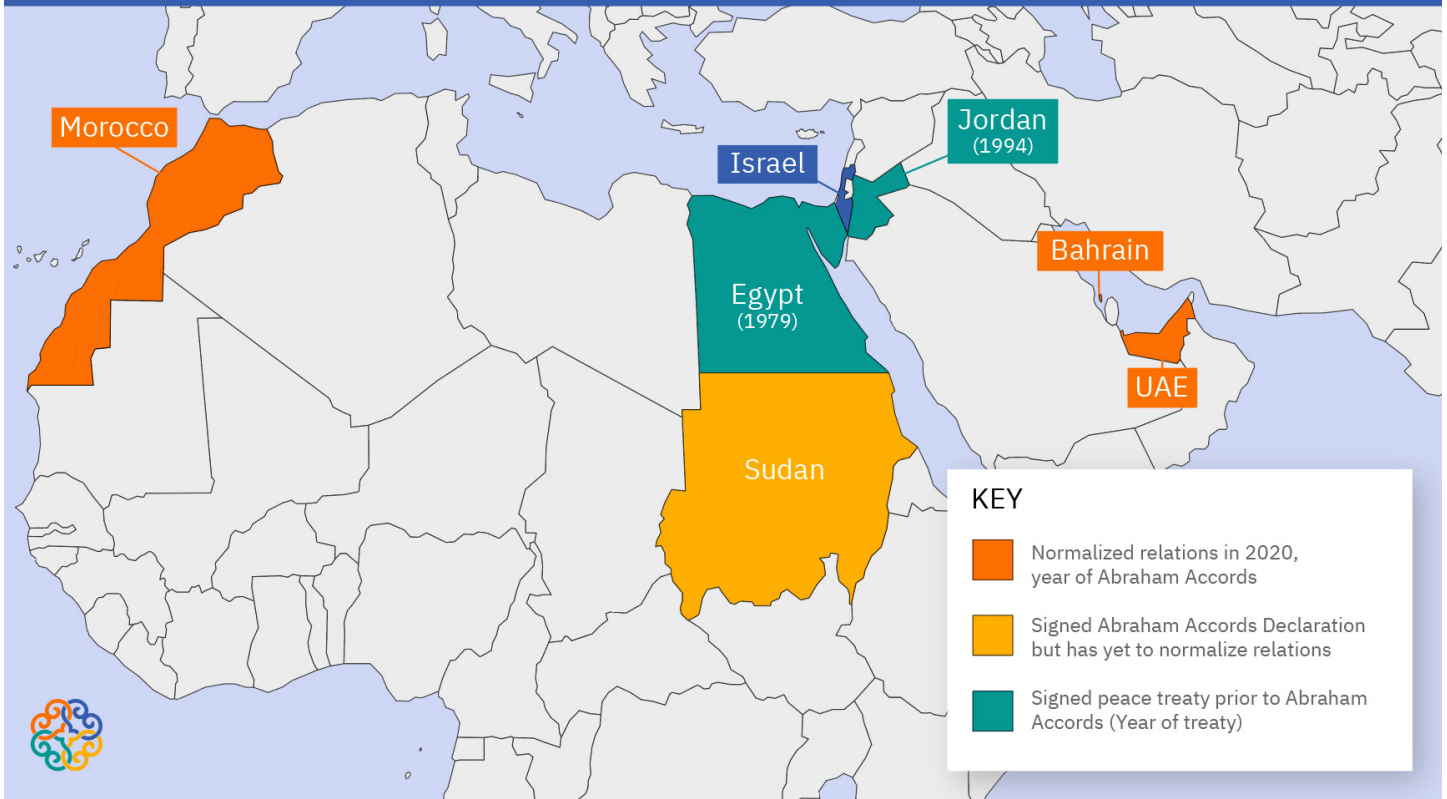 Morocco
Israel
Jordan
(1994)
Bahrain
Egypt
(1979)
UAE
Sudan
KEY
Normalized relations in 2020,
year of Abraham Accords
Signed Abraham Accords Declaration
but has yet to normalize relations
Signed peace treaty prior to Abraham
Accords (Year of treaty)